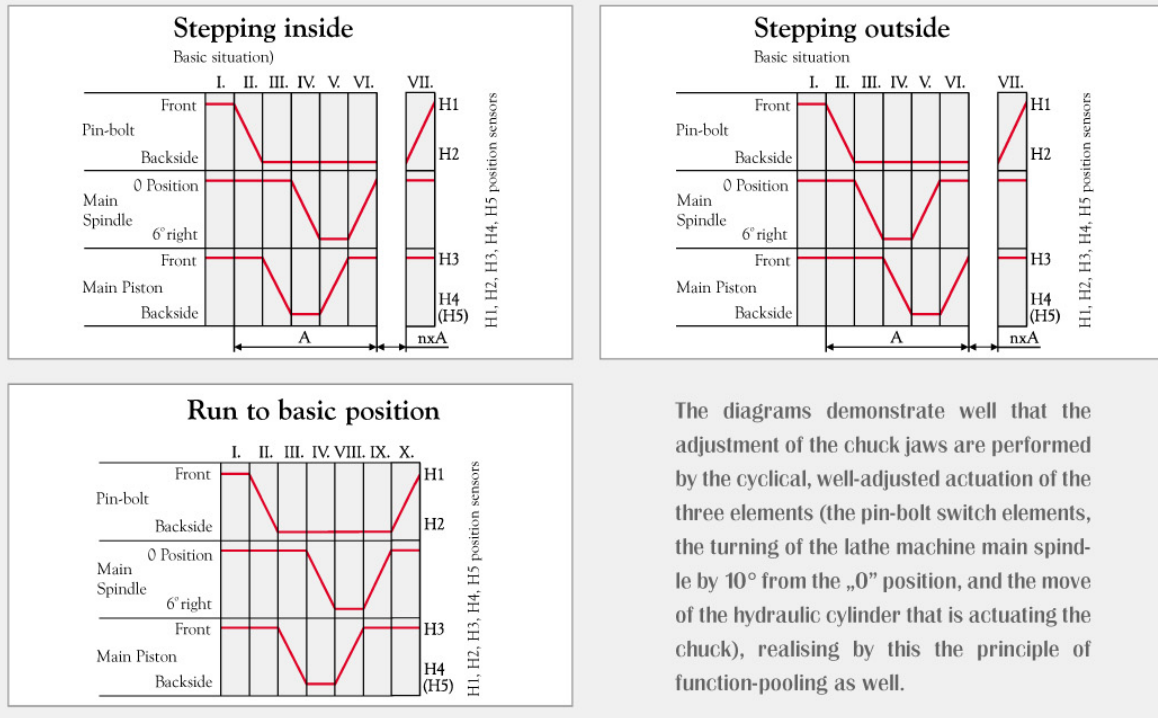 Stepping inside
Basic situation)
I. II. III. IV. V. VI. VII.
Front
Pin-bolt
Backside
H1
H2
0 Position
Main
Spindle
6° right
Front
Main Piston
Backside
H3
H4
(H5)
H1, H2, H3, H4, H5 position sensors
A
nxA
Stepping outside
Basic situation
I. II. III. IV. V. VI. VII.
Front
Pin-bolt
Backside
H1
H2
0 Position
Main
Spindle
6° right
Front
Main Piston
Backside
H3
H4
(H5)
H1, H2, H3, H4, H5 position sensors
A
nxA
Run to basic position
I. II. III. IV. VIII. IX. X.
Front
Pin-bolt
Backside
H1
H2
0 Position
Main
Spindle
6° right
Front
Main Piston
Backside
H3
H4
(H5)
H1, H2, H3, H4, H5 position sensors
The diagrams demonstrate well that the
adjustment of the chuck jaws are performed
by the cyclical, well-adjusted actuation of the
three elements (the pin-bolt switch elements,
the turning of the lathe machine main spind-
le by 10° from the „0” position, and the move
of the hydraulic cylinder that is actuating the
chuck), realising by this the principle of
function-pooling as well.